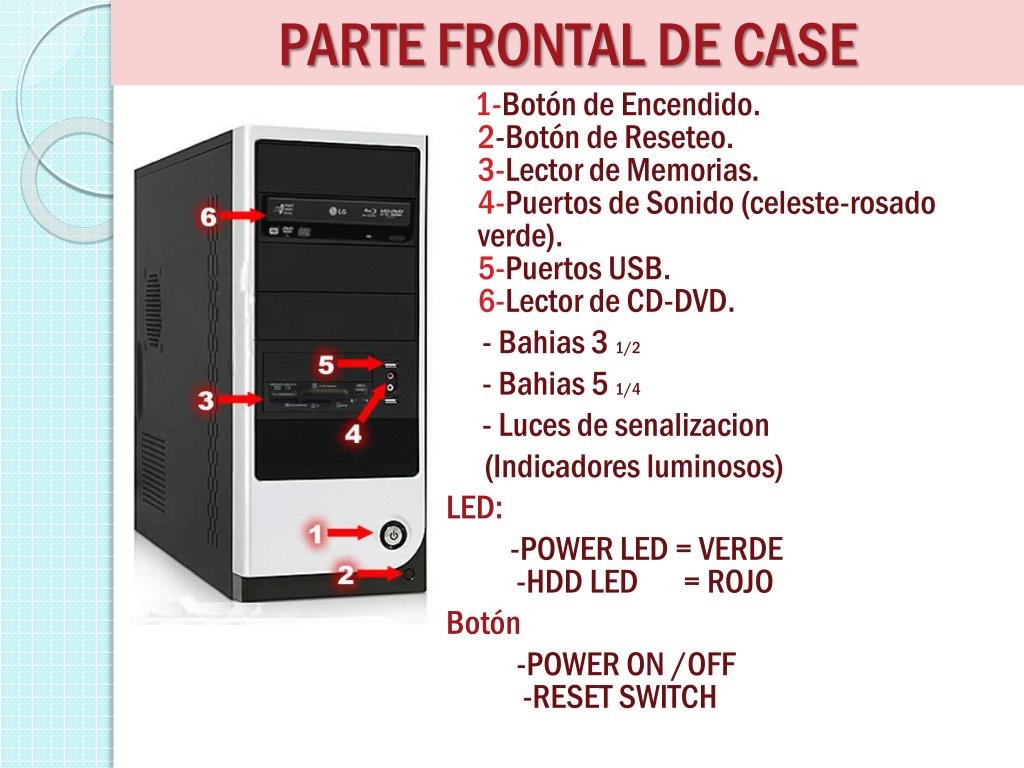 PARTE FRONTAL DE CASE
1-Botón de Encendido.
2-Botón de Reseteo.
3-Lector de Memorias.
4-Puertos de Sonido (celeste-rosado
verde).
5-Puertos USB.
6-Lector de CD-DVD.
- Bahias 3 1/2
- Bahias 5 1/4
- Luces de senalizacion
(Indicadores luminosos)
LED:
-POWER LED = VERDE
-HDD LED = ROJO
Botón
-POWER ON /OFF
-RESET SWITCH
6
LG
5
3
4
1
2